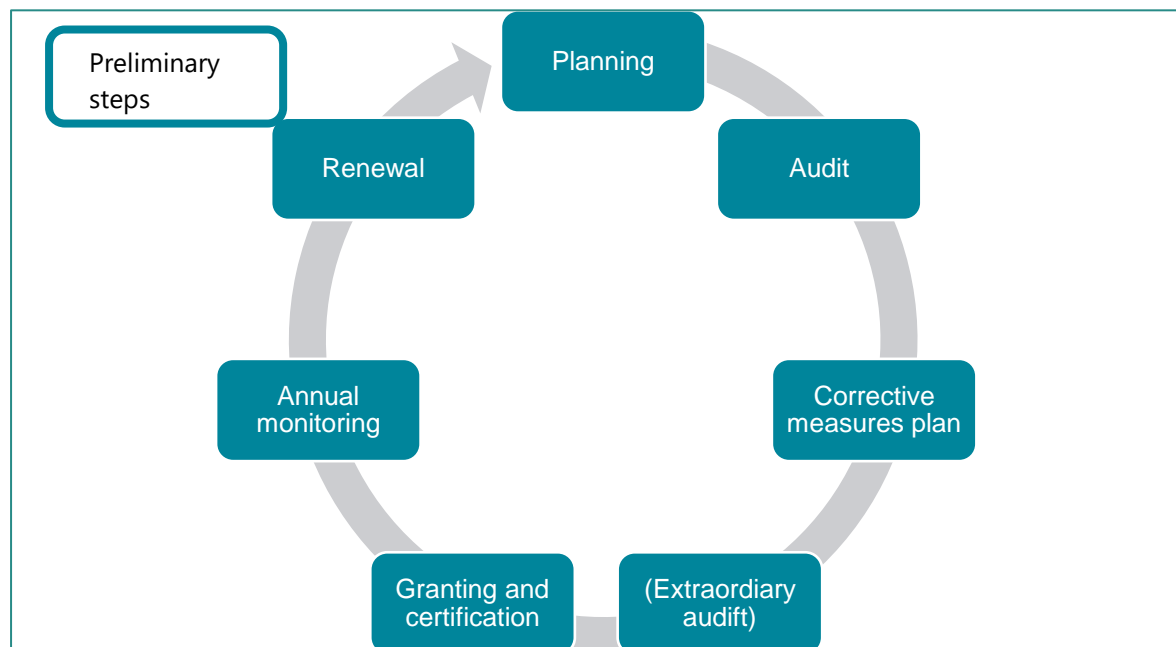 Preliminary
steps
Planning
Audit
Corrective
measures plan
(Extraordiary
audift)
Granting and
certification
Annual
monitoring
Renewal